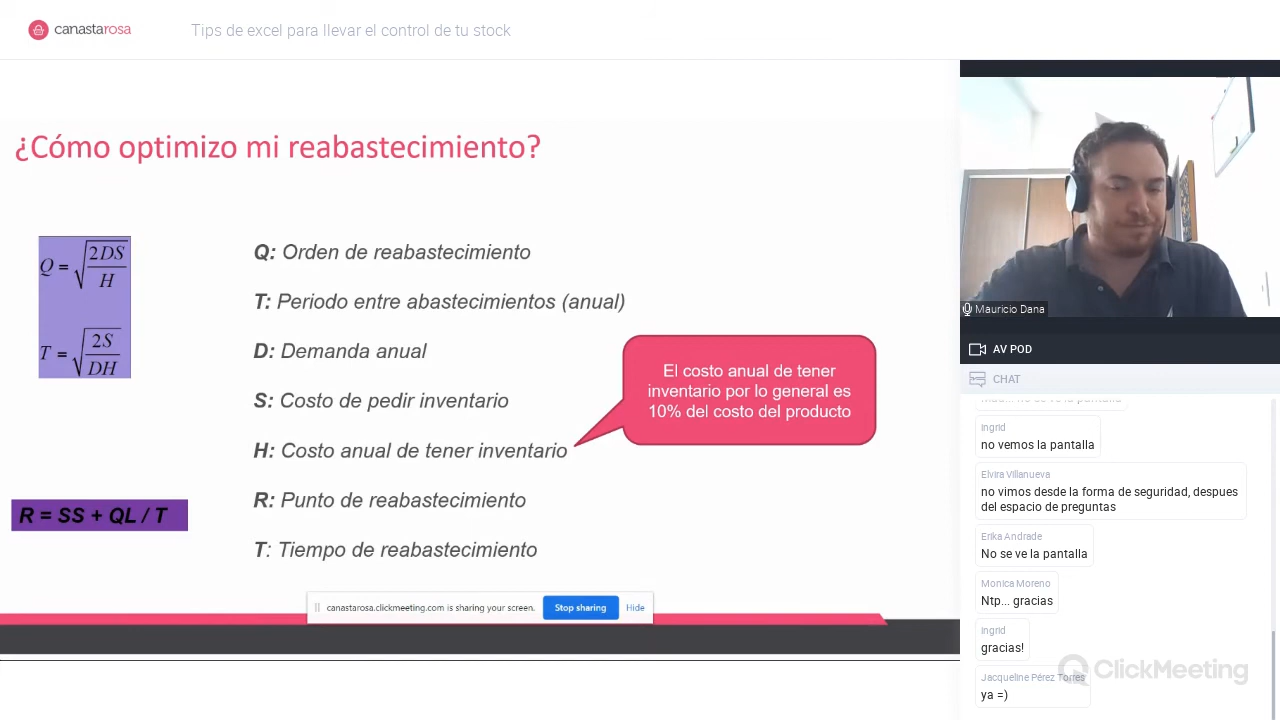 canastarosa
Tips de excel para llevar el control de tu stock
¿Cómo optimizo mi reabastecimiento?
Q = √2DS/H
T = √2S/DH
R = SS + QL / T
Q: Orden de reabastecimiento
T: Periodo entre abastecimientos (anual)
D: Demanda anual
S: Costo de pedir inventario
H: Costo anual de tener inventario
R: Punto de reabastecimiento
T: Tiempo de reabastecimiento
El costo anual de tener
inventario por lo general es
10% del costo del producto
canastarosa.clickmeeting.com is sharing your screen.
Stop sharing
Hide
Mauricio Dana
AV POD
CHAT
no se ve la pantalla
ingrid
no vemos la pantalla
Elvira Villanueva
no vimos desde la forma de seguridad, despues
del espacio de preguntas
Erika Andrade
No se ve la pantalla
Monica Moreno
Ntp... gracias
ingrid
gracias!
Jacqueline Pérez Torres
ya =)
ClickMeeting